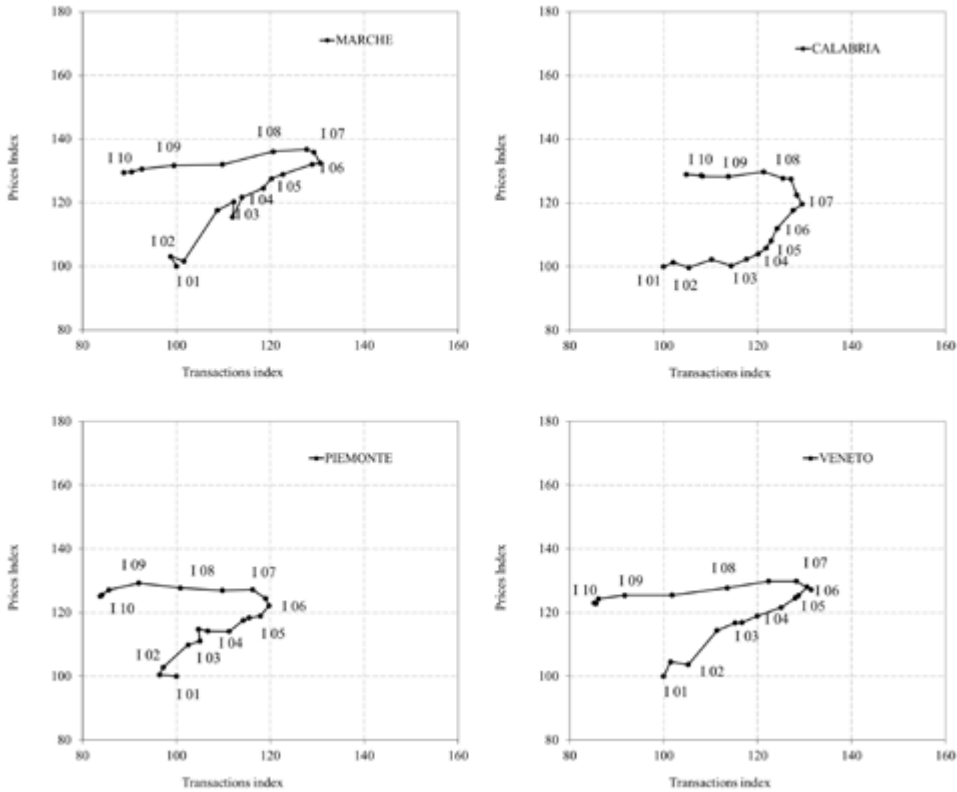 MARCHE
Prices Index
180
160
140
120
100
80
I 10
I 09
I 08
I 07
I 06
I 05
I 04
I 03
I 02
I 01
80
100
120
140
160
Transactions index
CALABRIA
Prices Index
180
160
140
120
100
80
I 10
I 09
I 08
I 07
I 06
I 05
I 04
I 03
I 02
I 01
80
100
120
140
160
Transactions index
PIEMONTE
Prices Index
180
160
140
120
100
80
I 09
I 08
I 07
I 10
I 06
I 05
I 04
I 03
I 02
I 01
80
100
120
140
160
Transactions index
VENETO
Prices Index
180
160
140
120
100
80
I 10
I 09
I 08
I 07
I 06
I 05
I 04
I 03
I 02
I 01
80
100
120
140
160
Transactions index